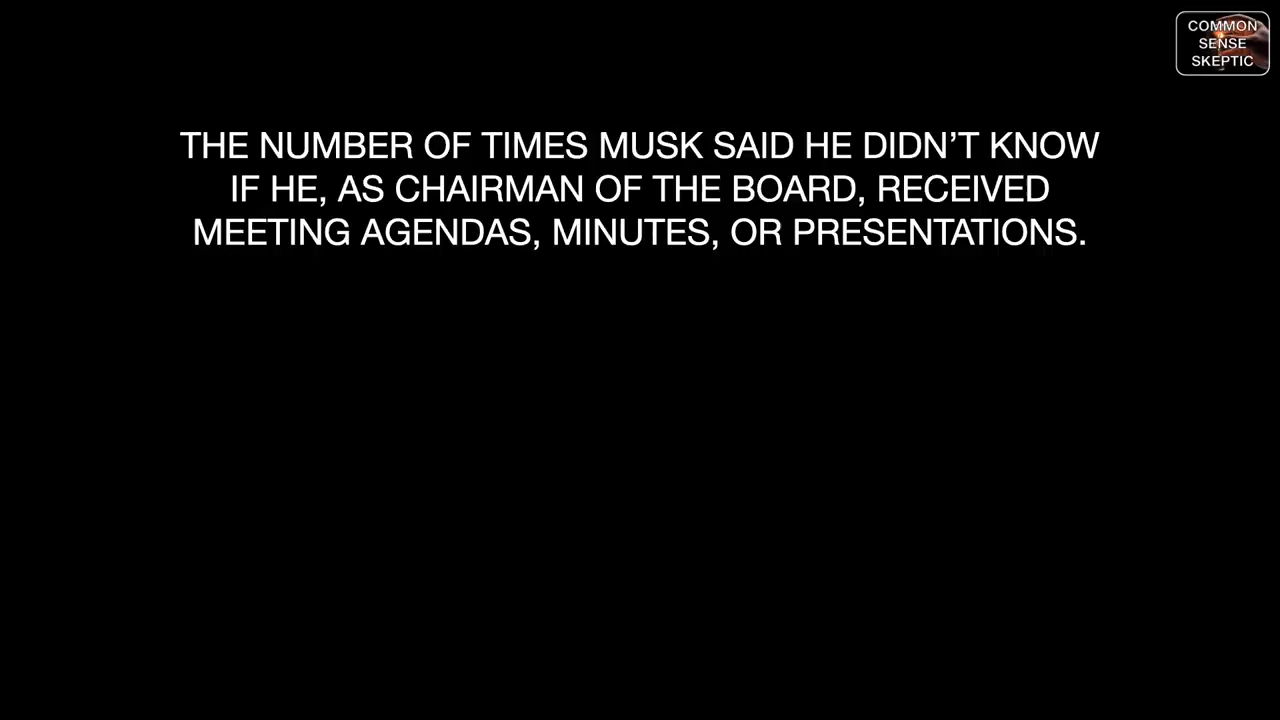 COMMON
SENSE
SKEPTIC
THE NUMBER OF TIMES MUSK SAID HE DIDN’T KNOW
IF HE, AS CHAIRMAN OF THE BOARD, RECEIVED
MEETING AGENDAS, MINUTES, OR PRESENTATIONS.